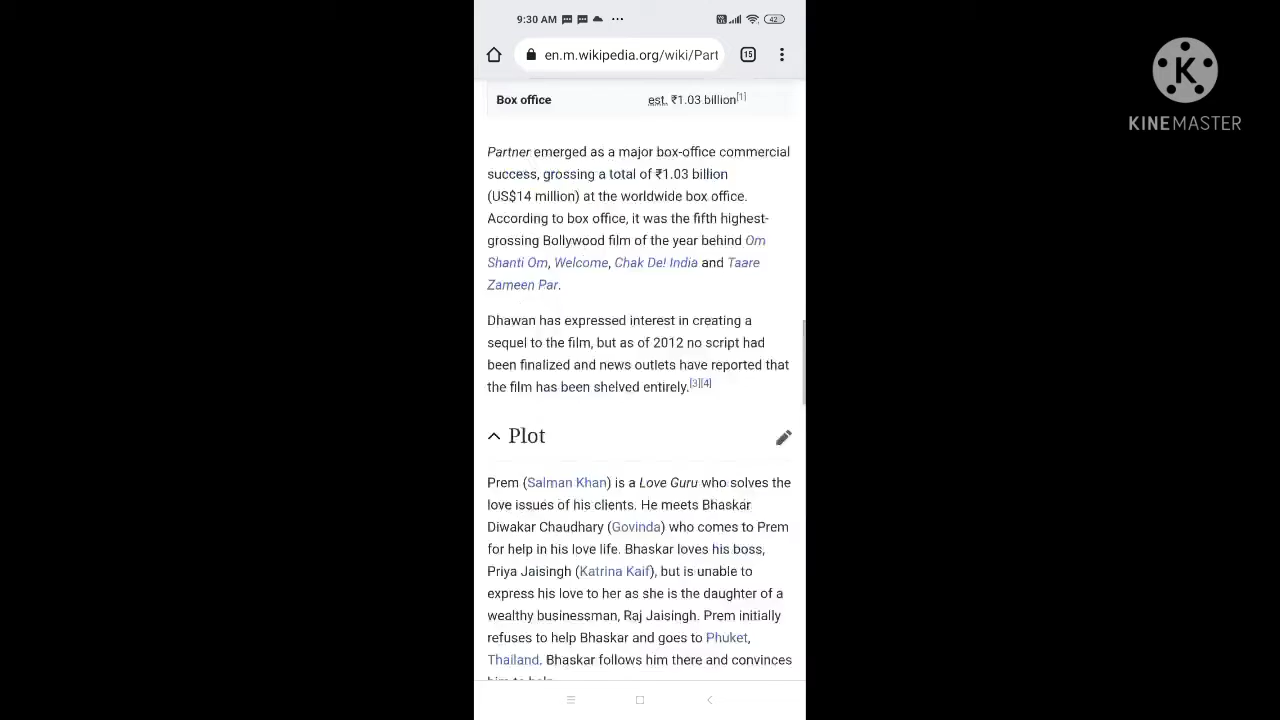 9:30 AM
42
en.m.wikipedia.org/wiki/Part
15
Box office est. ₹1.03 billion[1]
Partner emerged as a major box-office commercial
success, grossing a total of ₹1.03 billion
(US$14 million) at the worldwide box office.
According to box office, it was the fifth highest-
grossing Bollywood film of the year behind Om
Shanti Om, Welcome, Chak De! India and Taare
Zameen Par.
Dhawan has expressed interest in creating a
sequel to the film, but as of 2012 no script had
been finalized and news outlets have reported that
the film has been shelved entirely.[3][4]
Plot
Prem (Salman Khan) is a Love Guru who solves the
love issues of his clients. He meets Bhaskar
Diwakar Chaudhary (Govinda) who comes to Prem
for help in his love life. Bhaskar loves his boss,
Priya Jaisingh (Katrina Kaif), but is unable to
express his love to her as she is the daughter of a
wealthy businessman, Raj Jaisingh. Prem initially
refuses to help Bhaskar and goes to Phuket,
Thailand. Bhaskar follows him there and convinces
K
KINEMASTER